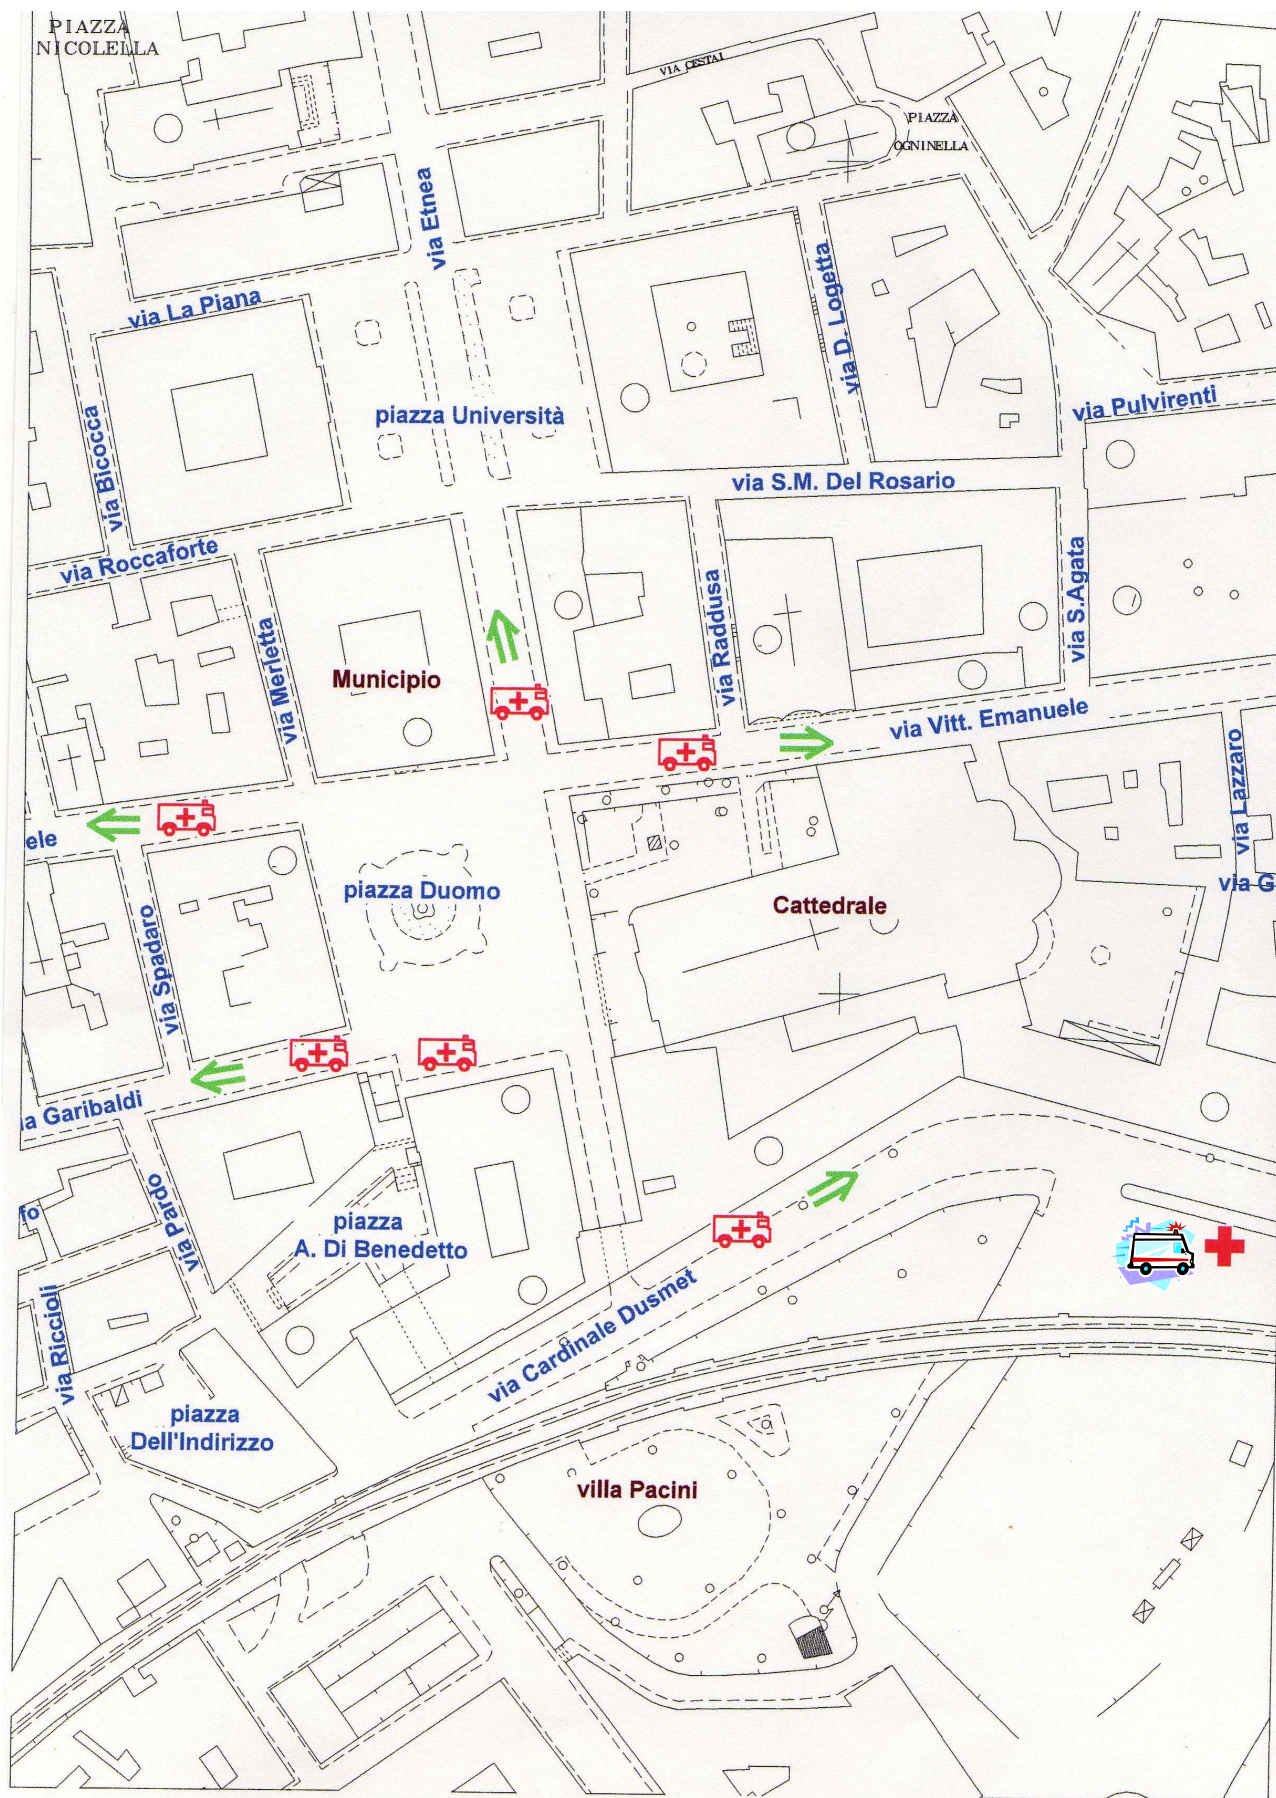 PIAZZA
NICOLELLA
VIA CESTAI
PIAZZA
OGNINELLA
via Etnea
via La Piana
via D. Logetta
piazza Università
via Pulvirenti
via Bicocca
via S.M. Del Rosario
via Roccaforte
via Merletta
via Raddusa
via S.Agata
Municipio
via Vitt. Emanuele
via Lazzaro
ele
piazza Duomo
Cattedrale
via G
via Spadaro
ia Garibaldi
via Pardo
fo
piazza
A. Di Benedetto
via Riccioli
via Cardinale Dusmet
piazza
Dell'Indirizzo
villa Pacini